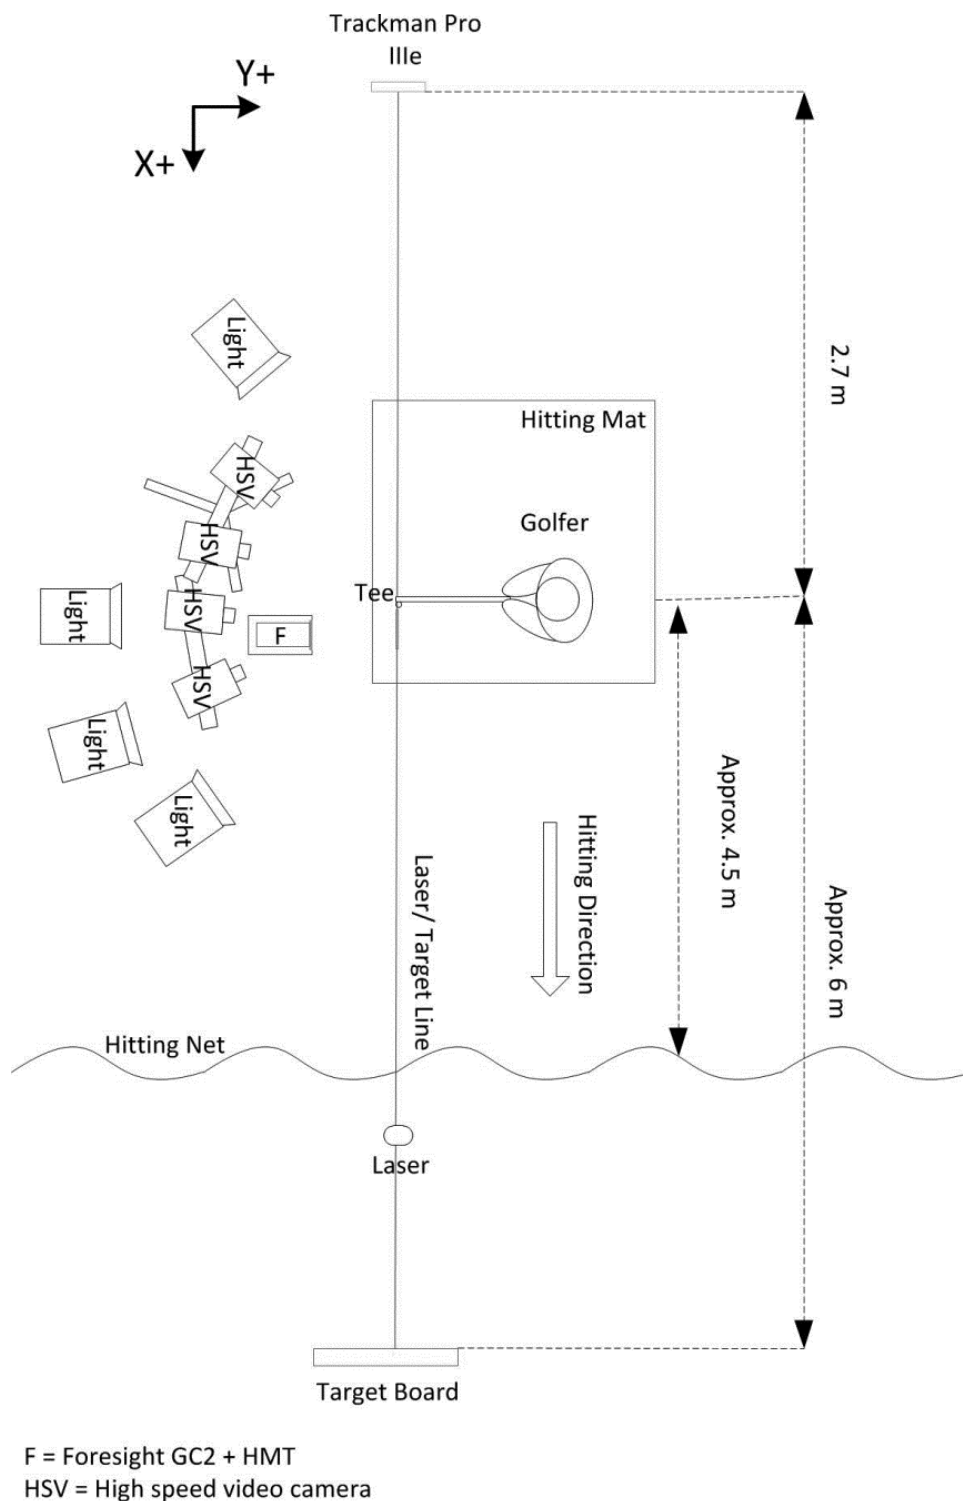 Trackman Pro
IIIe
Y+
X+
Light
2.7 m
Hitting Mat
HSV
Golfer
HSV
Tee
Light
HSV
F
HSV
Light
Light
Approx. 4.5 m
Hitting Direction
Laser/ Target Line
Approx. 6 m
Hitting Net
Laser
Target Board
F = Foresight GC2 + HMT
HSV = High speed video camera